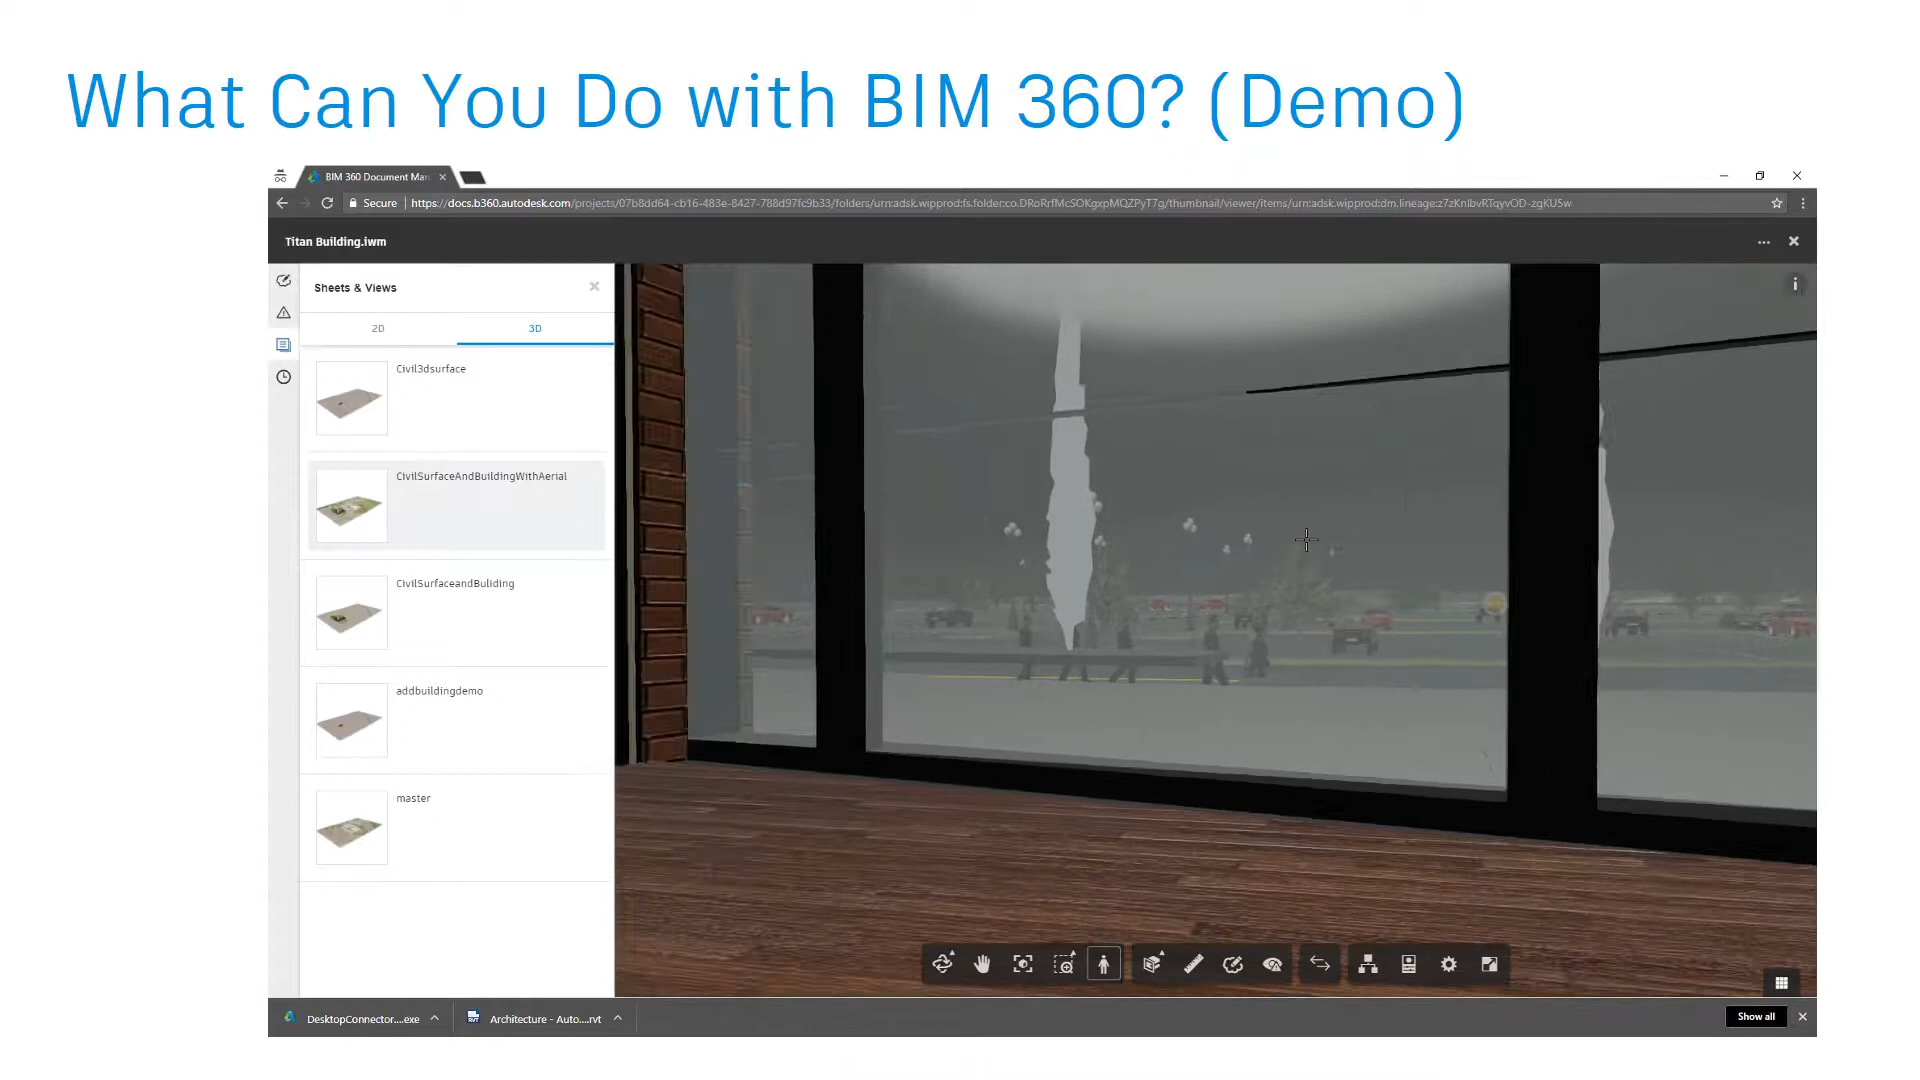 What Can You Do with BIM 360? (Demo)
BIM 360 Document Man
Secure
https://docs.b360.autodesk.com/projects/07b8dd64-cb16-483e-8427-788d97fc9b33/folders/urn:adsk.wipprod:fs.folder:co.DRoRrfMcSOKgxpMQZPyT7g/thumbnail/viewer/items/urn:adsk.wipprod:dm.lineage:z7zKnlbvRTqyvOD-zgKU5w
Titan Building.iwm
Sheets & Views
2D
3D
Civil3dsurface
CivilSurfaceAndBuildingWithAerial
CivilSurfaceandBuliding
addbuildingdemo
master
DesktopConnector....exe
Architecture - Auto....rvt
Show all